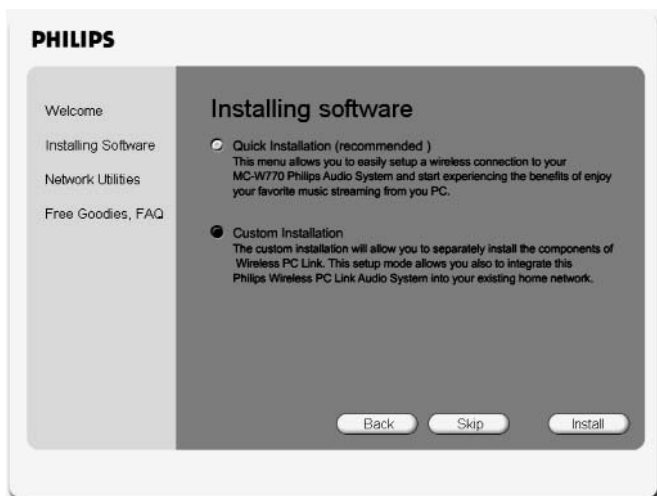 PHILIPS
Welcome
Installing Software
Network Utilities
Free Goodies, FAQ
Installing software
Quick Installation (recommended )
This menu allows you to easily setup a wireless connection to your
MC-W770 Philips Audio System and start experiencing the benefits of enjoy
your favorite music streaming from you PC.
Custom Installation
The custom installation will allow you to separately install the components of
Wireless PC Link. This setup mode allows you also to integrate this
Philips Wireless PC Link Audio System into your existing home network.
Back
Skip
Install